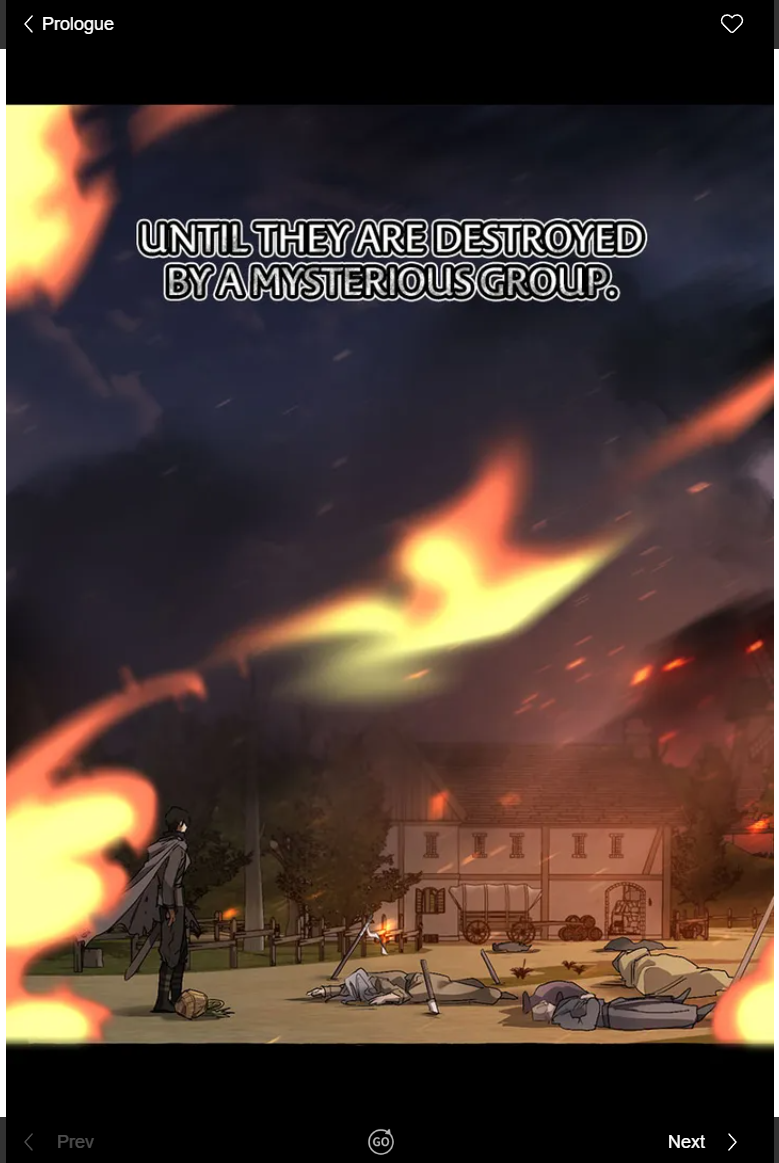 Prologue
UNTIL THEY ARE DESTROYED
BY A MYSTERIOUS GROUP.
Prev
GO
Next